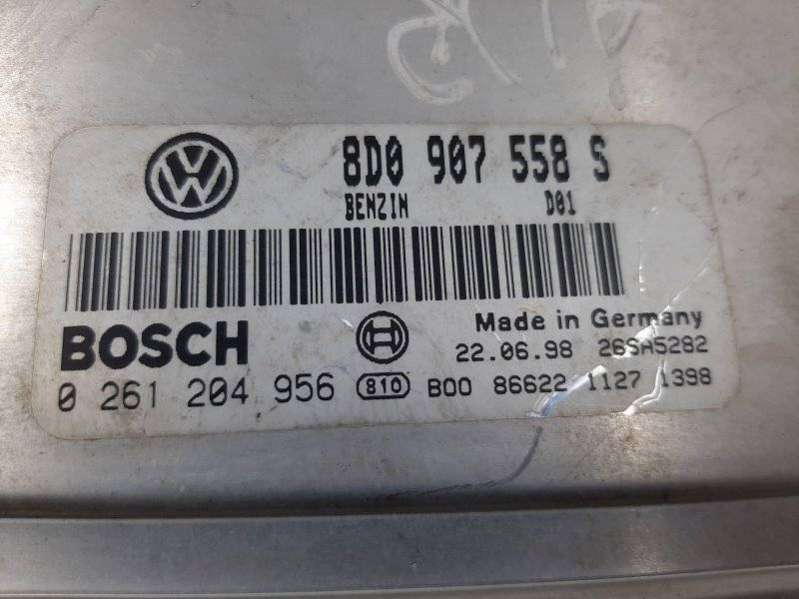 8D0 907 558 S
BENZIN D01
BOSCH
Made in Germany
22.06.98 26SA5282
0 261 204 956 810 B00 86622 1127 1398